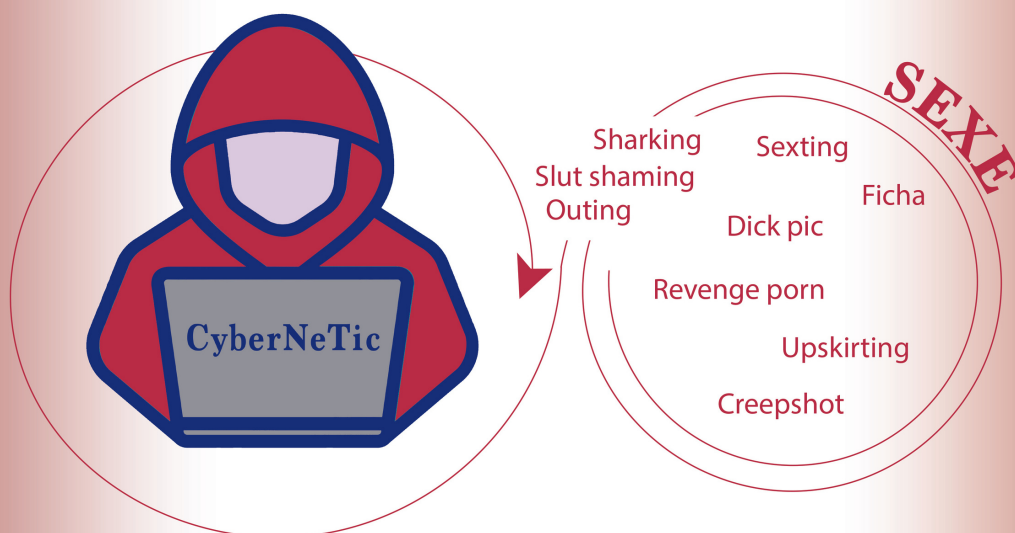 SEXE
Sharking
Sexting
Slut shaming
Ficha
Outing
Dick pic
Revenge porn
CyberNeTic
Upskirting
Creepshot